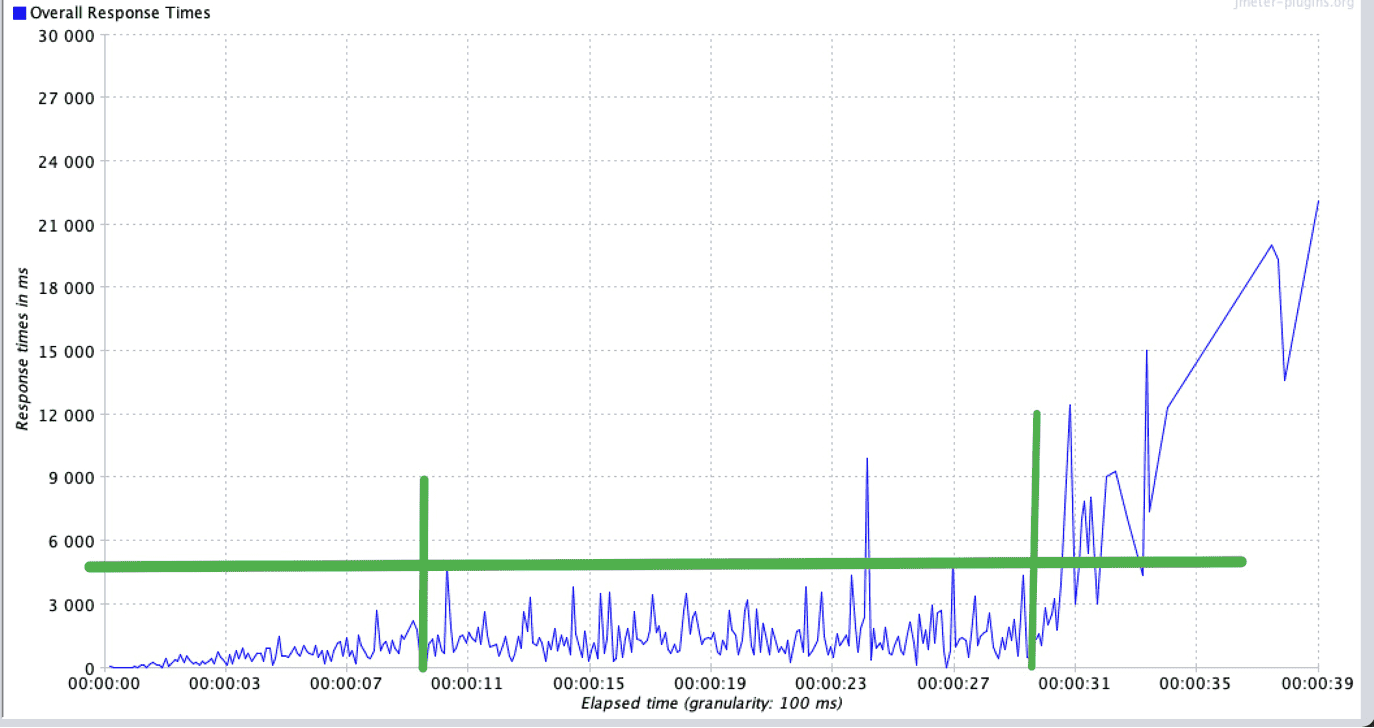 jmeter-plugins.org
Overall Response Times
30 000
27 000
24 000
21 000
18 000
15 000
12 000
9 000
6 000
3 000
0
Response times in ms
00:00:00 00:00:03 00:00:07 00:00:11 00:00:15 00:00:19 00:00:23 00:00:27 00:00:31 00:00:35 00:00:39
Elapsed time (granularity: 100 ms)